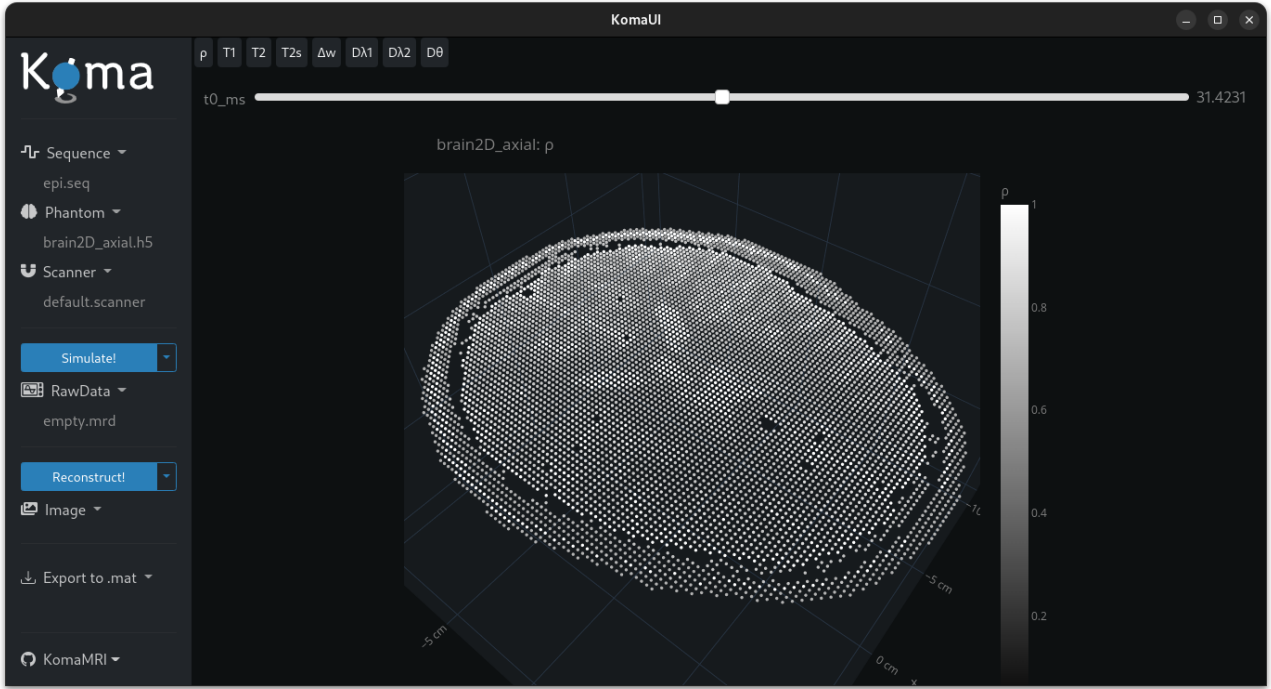 KomaUI
Koma
ρ T1 T2 T2s Δw Dλ1 Dλ2 Dθ
t0_ms 31.4231
Sequence
epi.seq
Phantom
brain2D_axial.h5
Scanner
default.scanner
Simulate!
RawData
empty.mrd
Reconstruct!
Image
Export to .mat
KomaMRI
brain2D_axial: ρ
ρ
1
0.8
0.6
0.4
0.2
−5 cm
0 cm
−5 cm
x